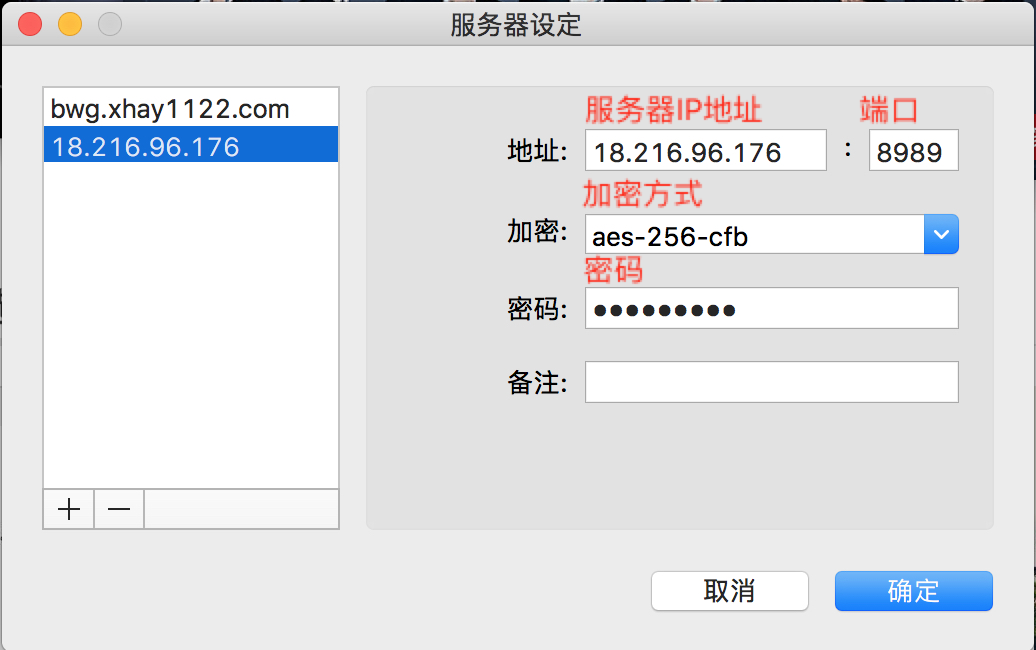 服务器设定
bwg.xhay1122.com
18.216.96.176
服务器IP地址 端口
地址: 18.216.96.176 : 8989
加密方式
加密: aes-256-cfb
密码
密码: ●●●●●●●●●
备注:
取消 确定